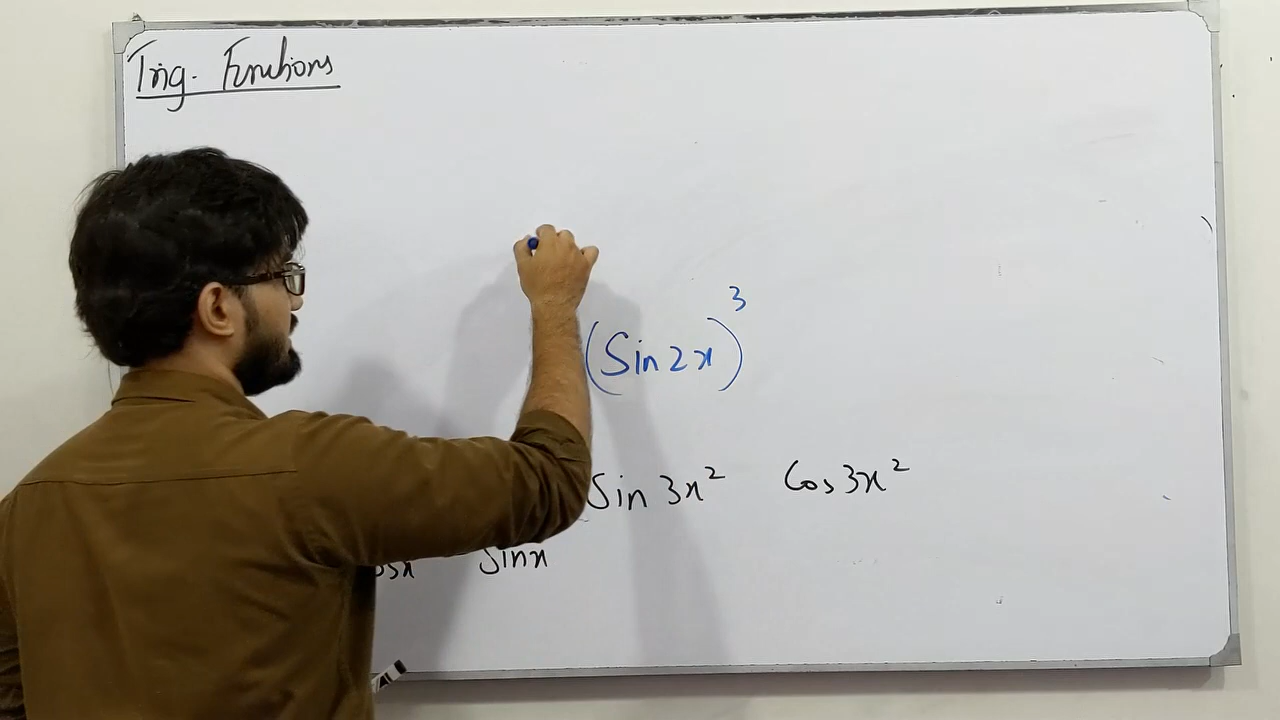 Trig. Functions
(Sin 2x)³
Sin 3x² Cos 3x²
Sinx